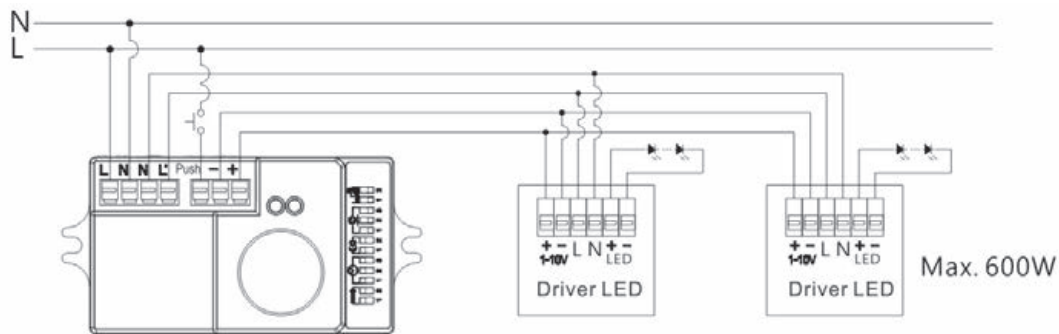 N
L
L N N L' Push − +
+ − L N + −
1-10V LED
Driver LED
+ − L N + −
1-10V LED
Driver LED
Max. 600W